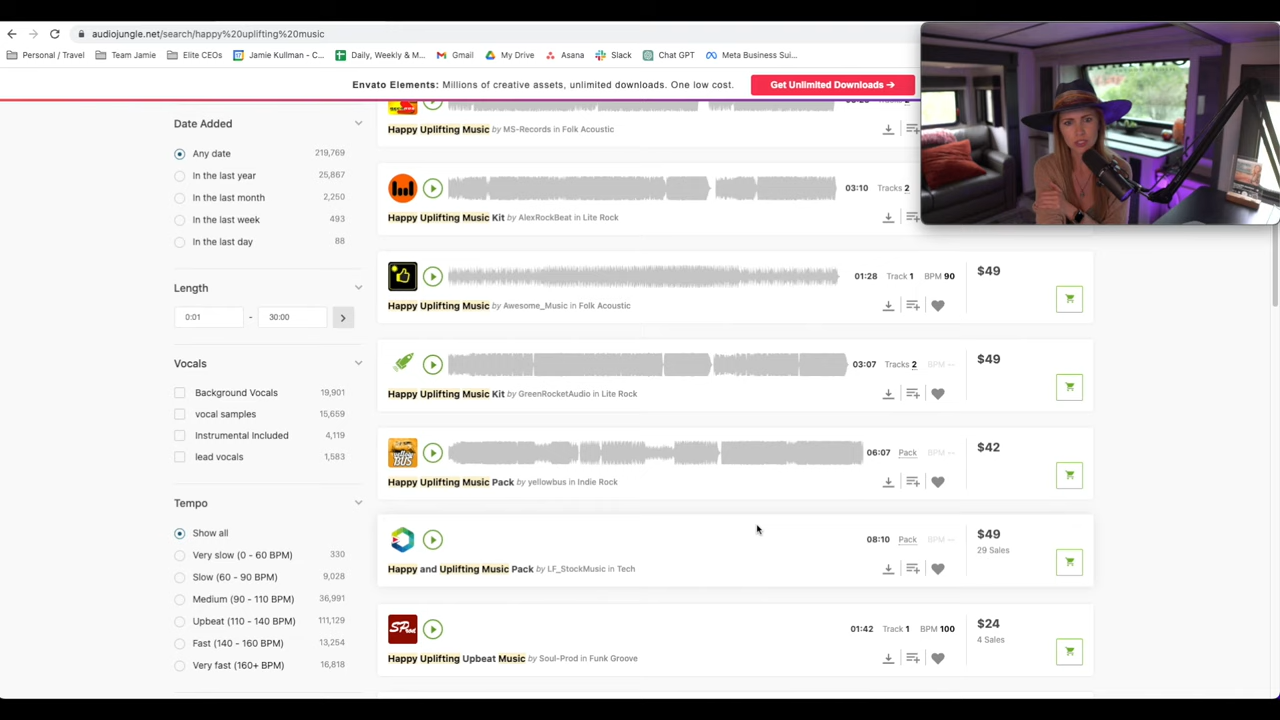 audiojungle.net/search/happy%20uplifting%20music
Personal / Travel
Team Jamie
Elite CEOs
Jamie Kullman - C...
Daily, Weekly & M...
Gmail
My Drive
Asana
Slack
Chat GPT
Meta Business Sui...
Envato Elements: Millions of creative assets, unlimited downloads. One low cost.
Get Unlimited Downloads →
Date Added
Any date 219,769
In the last year 25,867
In the last month 2,250
In the last week 493
In the last day 88
Length
0:01 - 30:00
Vocals
Background Vocals 19,901
vocal samples 15,659
Instrumental Included 4,119
lead vocals 1,583
Tempo
Show all
Very slow (0 - 60 BPM) 330
Slow (60 - 90 BPM) 9,028
Medium (90 - 110 BPM) 36,991
Upbeat (110 - 140 BPM) 111,129
Fast (140 - 160 BPM) 13,254
Very fast (160+ BPM) 16,818
Happy Uplifting Music by MS-Records in Folk Acoustic
03:10 Tracks 2
Happy Uplifting Music Kit by AlexRockBeat in Lite Rock
01:28 Track 1 BPM 90 $49
Happy Uplifting Music by Awesome_Music in Folk Acoustic
03:07 Tracks 2 BPM -- $49
Happy Uplifting Music Kit by GreenRocketAudio in Lite Rock
06:07 Pack BPM -- $42
Happy Uplifting Music Pack by yellowbus in Indie Rock
08:10 Pack BPM -- $49
29 Sales
Happy and Uplifting Music Pack by LF_StockMusic in Tech
01:42 Track 1 BPM 100 $24
4 Sales
Happy Uplifting Upbeat Music by Soul-Prod in Funk Groove